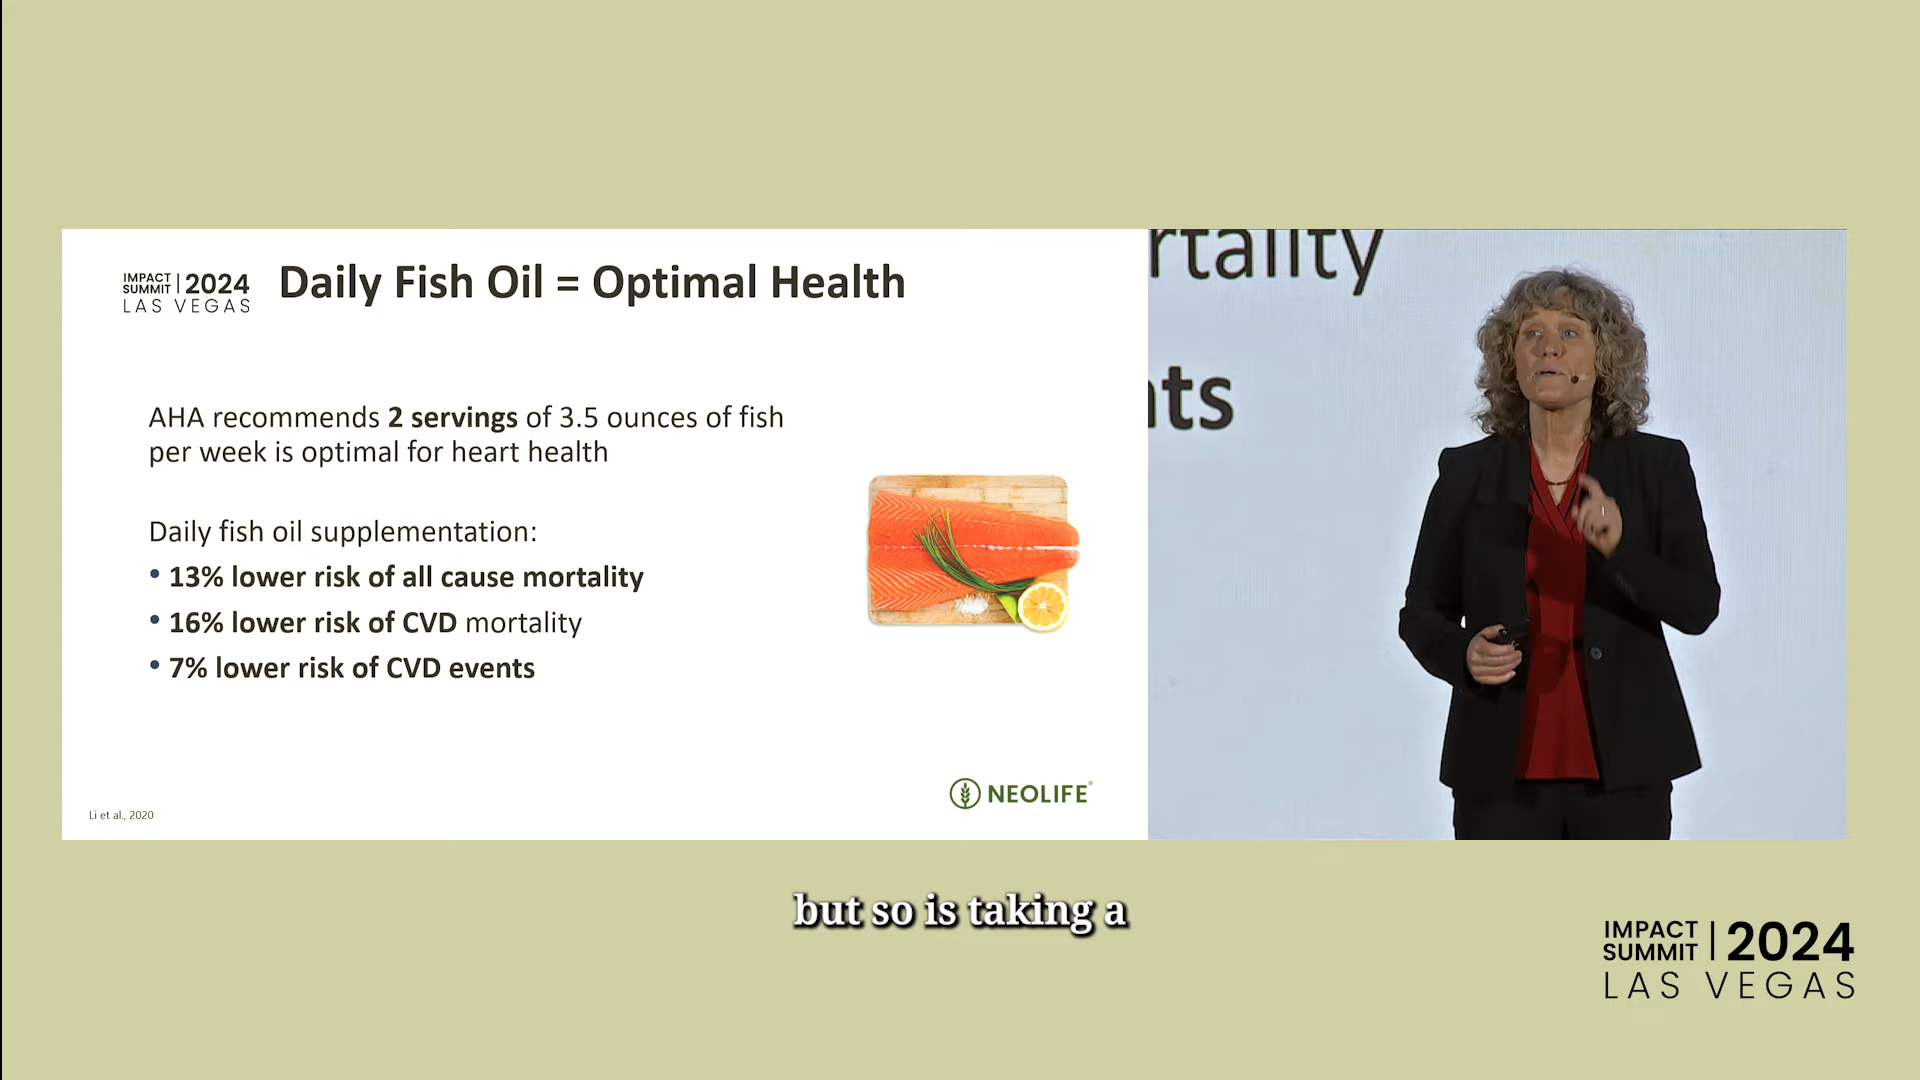 IMPACT SUMMIT | 2024
LAS VEGAS
Daily Fish Oil = Optimal Health
AHA recommends 2 servings of 3.5 ounces of fish
per week is optimal for heart health
Daily fish oil supplementation:
• 13% lower risk of all cause mortality
• 16% lower risk of CVD mortality
• 7% lower risk of CVD events
Li et al., 2020
NEOLIFE®
rtality
nts
but so is taking a
IMPACT SUMMIT | 2024
LAS VEGAS